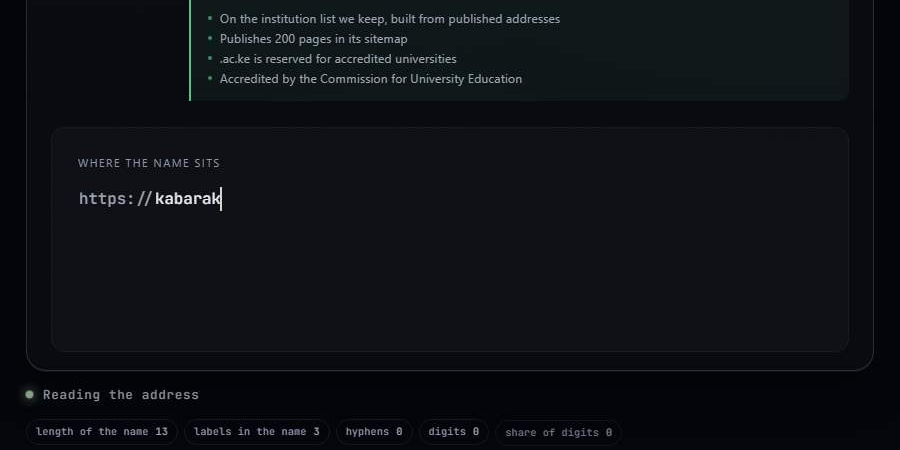 On the institution list we keep, built from published addresses
Publishes 200 pages in its sitemap
.ac.ke is reserved for accredited universities
Accredited by the Commission for University Education
WHERE THE NAME SITS
https://kabarak
Reading the address
length of the name 13
labels in the name 3
hyphens 0
digits 0
share of digits 0